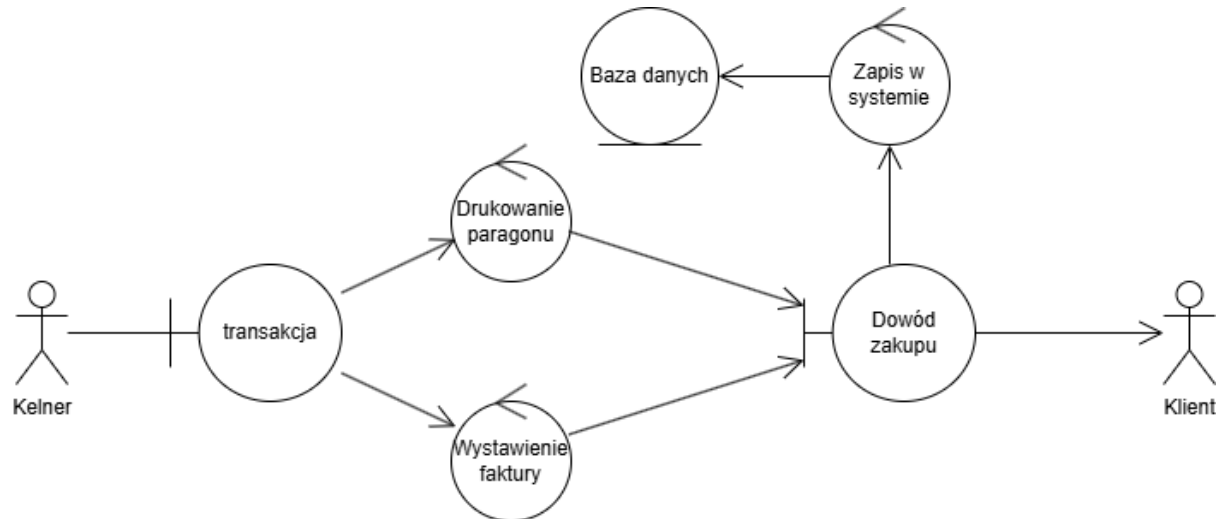 Baza danych
Zapis w
systemie
Drukowanie
paragonu
transakcja
Dowód
zakupu
Kelner
Klient
Wystawienie
faktury